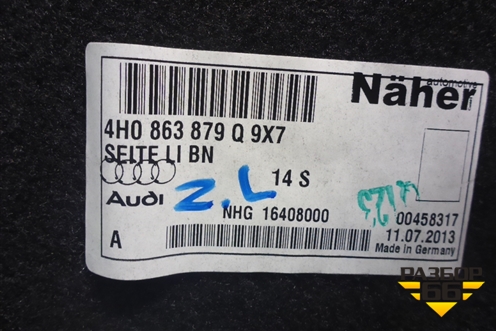 Näher
automotive
4H0 863 879 Q 9X7
SEITE LI BN
Audi
Z.L
14 S
NHG 16408000
00458317
11.07.2013
A
Made in Germany
РАЗБОР
66